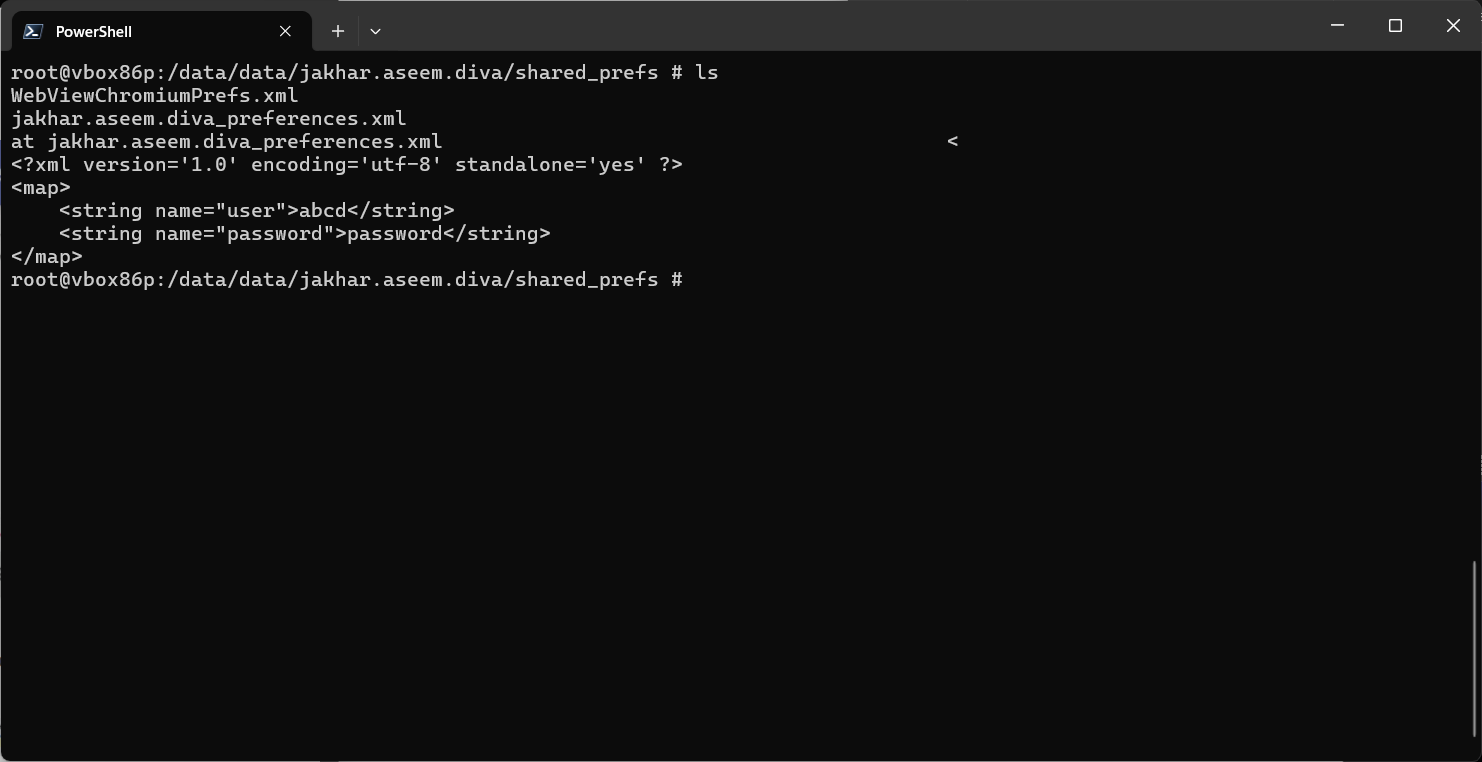 PowerShell
root@vbox86p:/data/data/jakhar.aseem.diva/shared_prefs # ls
WebViewChromiumPrefs.xml
jakhar.aseem.diva_preferences.xml
at jakhar.aseem.diva_preferences.xml                                          <
<?xml version='1.0' encoding='utf-8' standalone='yes' ?>
<map>
    <string name="user">abcd</string>
    <string name="password">password</string>
</map>
root@vbox86p:/data/data/jakhar.aseem.diva/shared_prefs #